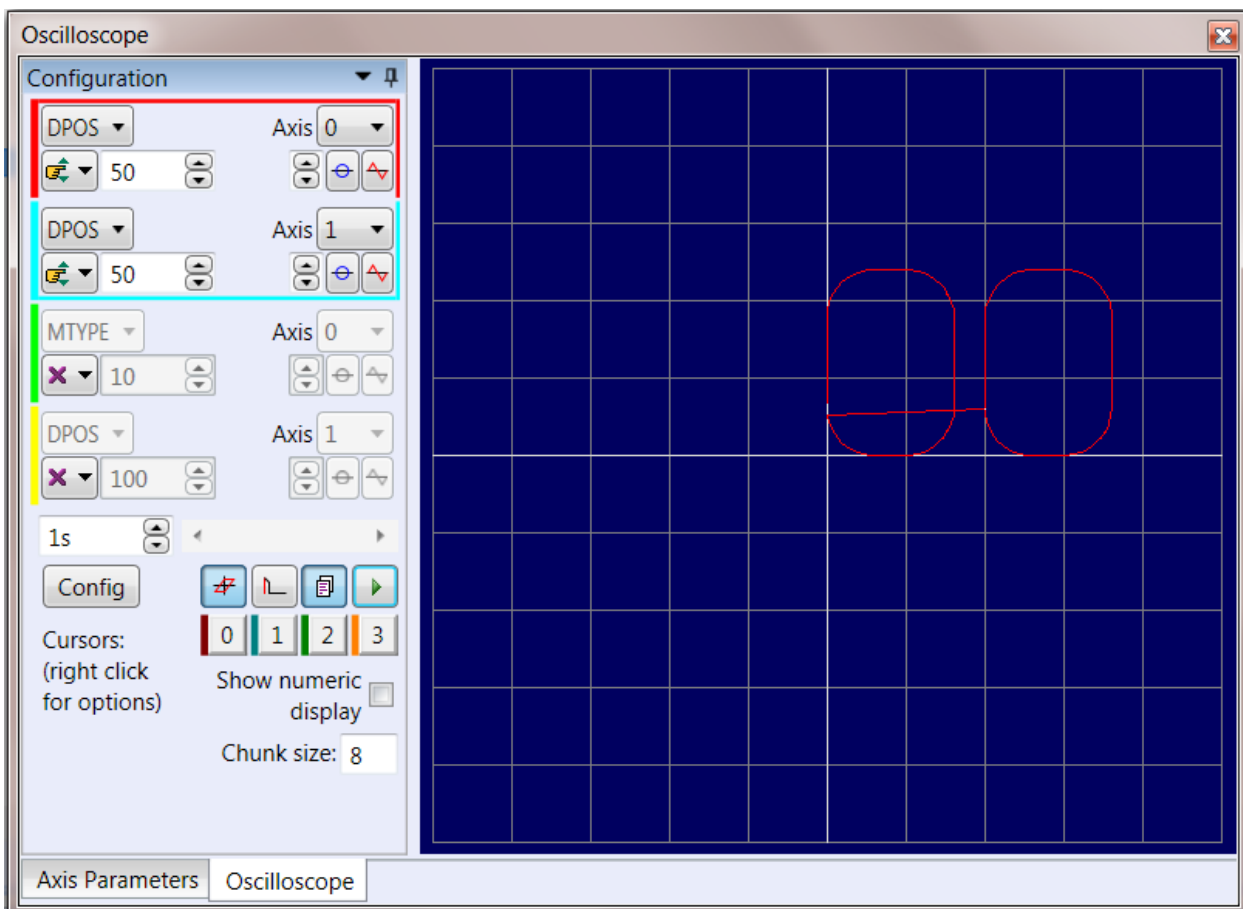 Oscilloscope
Configuration
DPOS Axis 0
50
DPOS Axis 1
50
MTYPE Axis 0
10
DPOS Axis 1
100
1s
Config
0 1 2 3
Cursors:
(right click
for options)
Show numeric
display
Chunk size: 8
Axis Parameters Oscilloscope